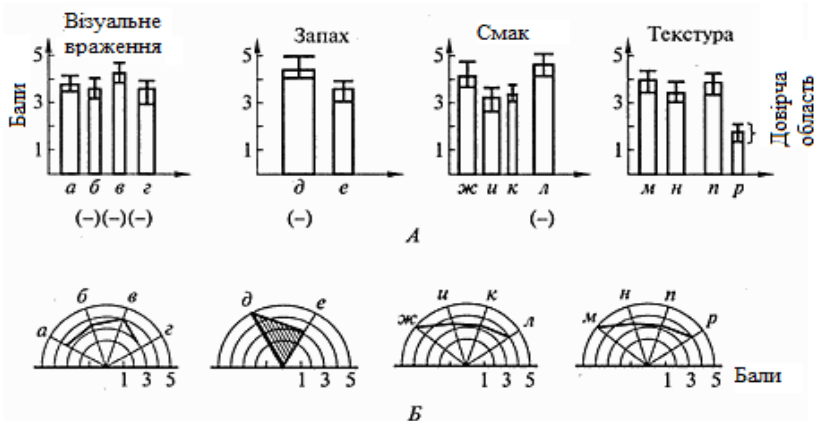 Візуальне
враження
Запах
Смак
Текстура
Бали
5
3
1
5
3
1
5
3
1
5
3
1
Довірча
область
а б в г
д е
ж и к л
м н п р
(–)(–)(–)
(–)
(–)
А
а б в г
д е
ж и к л
м н п р
1 3 5
1 3 5
1 3 5
1 3 5
Бали
Б